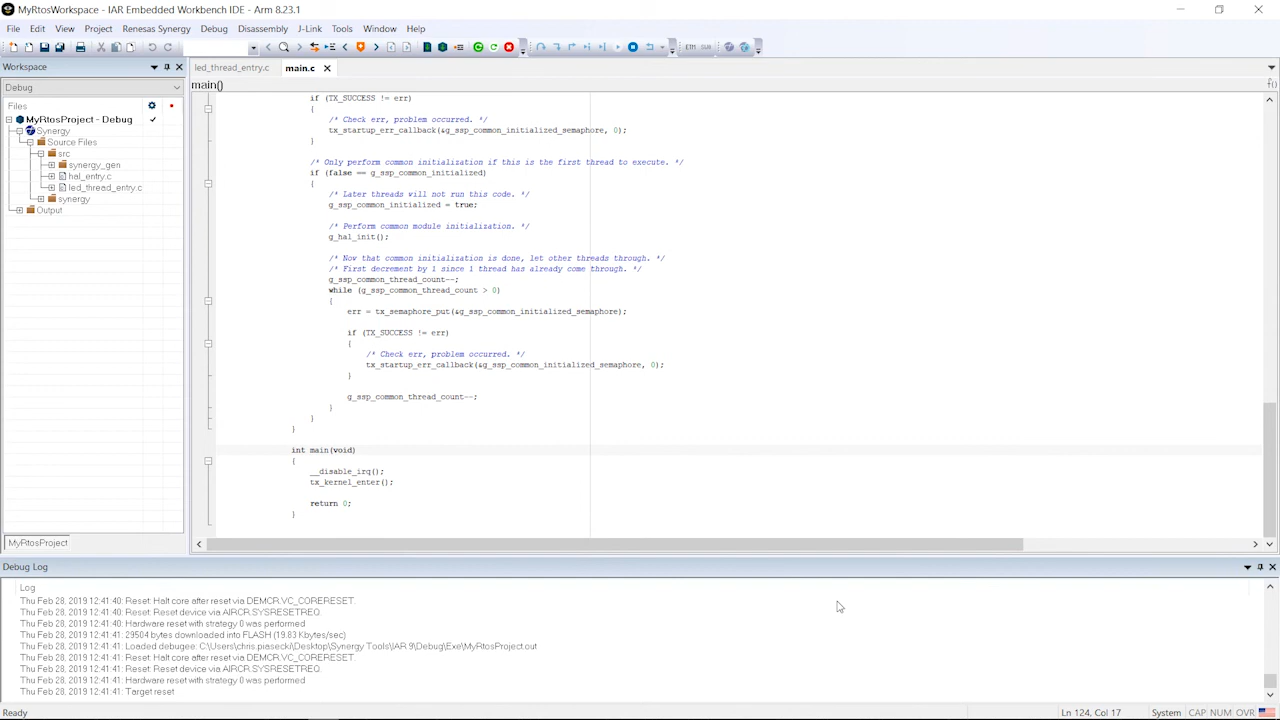 MyRtosWorkspace - IAR Embedded Workbench IDE - Arm 8.23.1
File Edit View Project Renesas Synergy Debug Disassembly J-Link Tools Window Help
Workspace
Debug
Files
MyRtosProject - Debug
Synergy
Source Files
src
synergy_gen
hal_entry.c
led_thread_entry.c
Output
MyRtosProject
led_thread_entry.c main.c
main()
if (TX_SUCCESS != err)
{
/* Check err, problem occurred. */
tx_startup_err_callback(&g_ssp_common_initialized_semaphore, 0);
}
/* Only perform common initialization if this is the first thread to execute. */
if (false == g_ssp_common_initialized)
{
/* Later threads will not run this code. */
g_ssp_common_initialized = true;
/* Perform common module initialization. */
g_hal_init();
/* Now that common initialization is done, let other threads through. */
/* First decrement by 1 since 1 thread has already come through. */
g_ssp_common_thread_count--;
while (g_ssp_common_thread_count > 0)
{
err = tx_semaphore_put(&g_ssp_common_initialized_semaphore);
if (TX_SUCCESS != err)
{
/* Check err, problem occurred. */
tx_startup_err_callback(&g_ssp_common_initialized_semaphore, 0);
}
g_ssp_common_thread_count--;
}
}
}
int main(void)
{
__disable_irq();
tx_kernel_enter();
return 0;
}
Debug Log
Log
Thu Feb 28, 2019 12:41:40: Reset: Halt core after reset via DEMCR.VC_CORERESET.
Thu Feb 28, 2019 12:41:40: Reset: Reset device via AIRCR.SYSRESETREQ.
Thu Feb 28, 2019 12:41:40: Hardware reset with strategy 0 was performed
Thu Feb 28, 2019 12:41:41: 29504 bytes downloaded into FLASH (19.83 Kbytes/sec)
Thu Feb 28, 2019 12:41:41: Loaded debugee: C:\Users\chris.piasecki\Desktop\Synergy Tools\IAR 9\Debug\Exe\MyRtosProject.out
Thu Feb 28, 2019 12:41:41: Reset: Halt core after reset via DEMCR.VC_CORERESET.
Thu Feb 28, 2019 12:41:41: Reset: Reset device via AIRCR.SYSRESETREQ.
Thu Feb 28, 2019 12:41:41: Hardware reset with strategy 0 was performed
Thu Feb 28, 2019 12:41:41: Target reset
Ready Ln 124, Col 17 System CAP NUM OVR